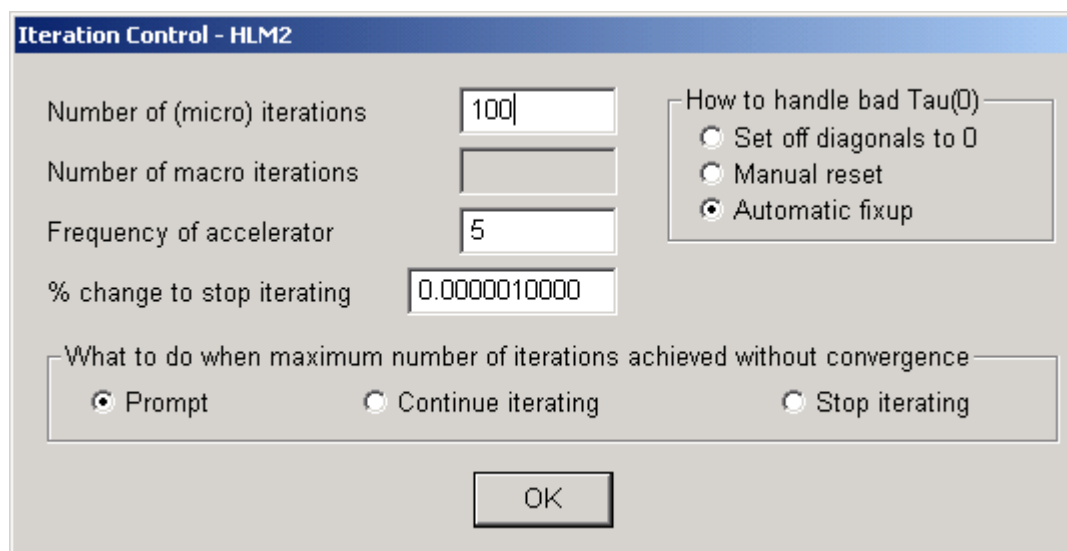 Iteration Control - HLM2
Number of (micro) iterations 100
Number of macro iterations
Frequency of accelerator 5
% change to stop iterating 0.0000010000
How to handle bad Tau(0)
Set off diagonals to 0
Manual reset
Automatic fixup
What to do when maximum number of iterations achieved without convergence
Prompt Continue iterating Stop iterating
OK